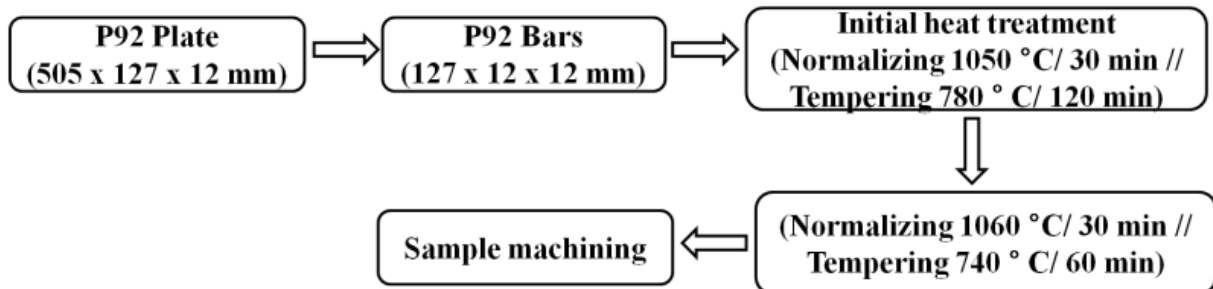 P92 Plate
(505 x 127 x 12 mm)
P92 Bars
(127 x 12 x 12 mm)
Initial heat treatment
(Normalizing 1050 °C/ 30 min //
Tempering 780 ° C/ 120 min)
(Normalizing 1060 °C/ 30 min //
Tempering 740 ° C/ 60 min)
Sample machining